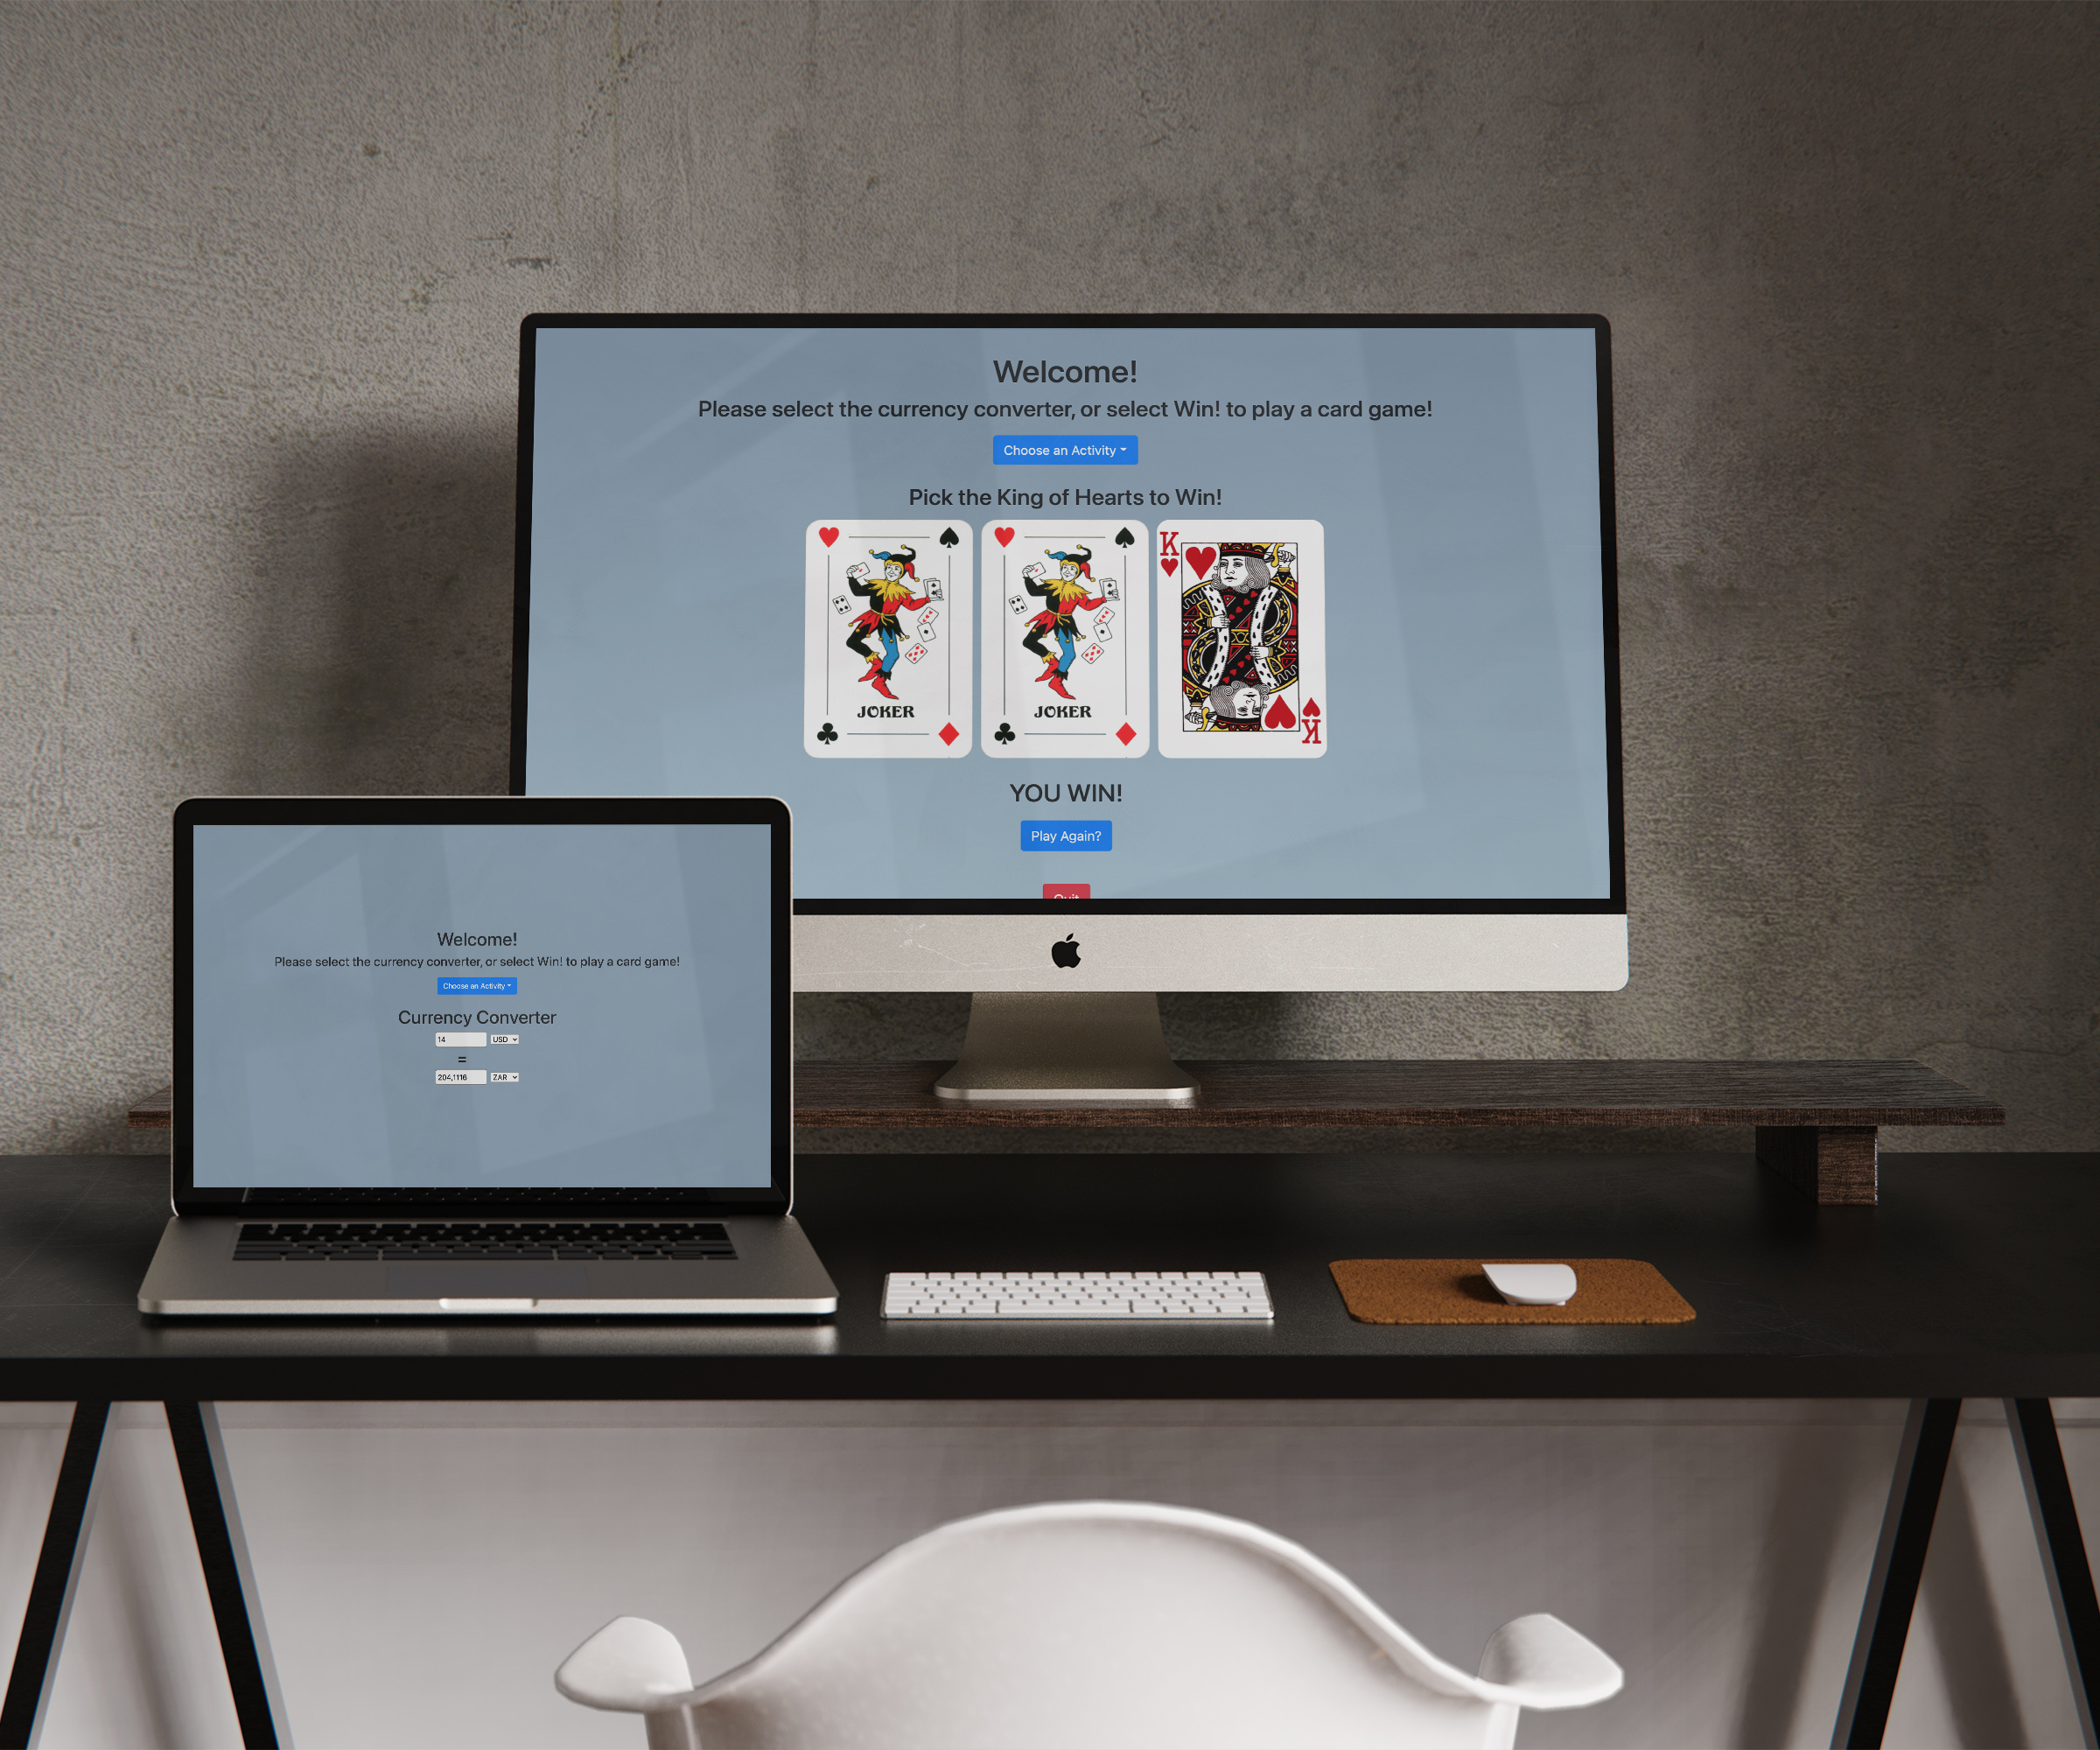 Welcome!
Please select the currency converter, or select Win! to play a card game!
Choose an Activity
Pick the King of Hearts to Win!
K
JOKER
JOKER
K
YOU WIN!
Play Again?
Quit
Welcome!
Please select the currency converter, or select Win! to play a card game!
Choose an Activity
Currency Converter
14 USD
=
204,1116 ZAR